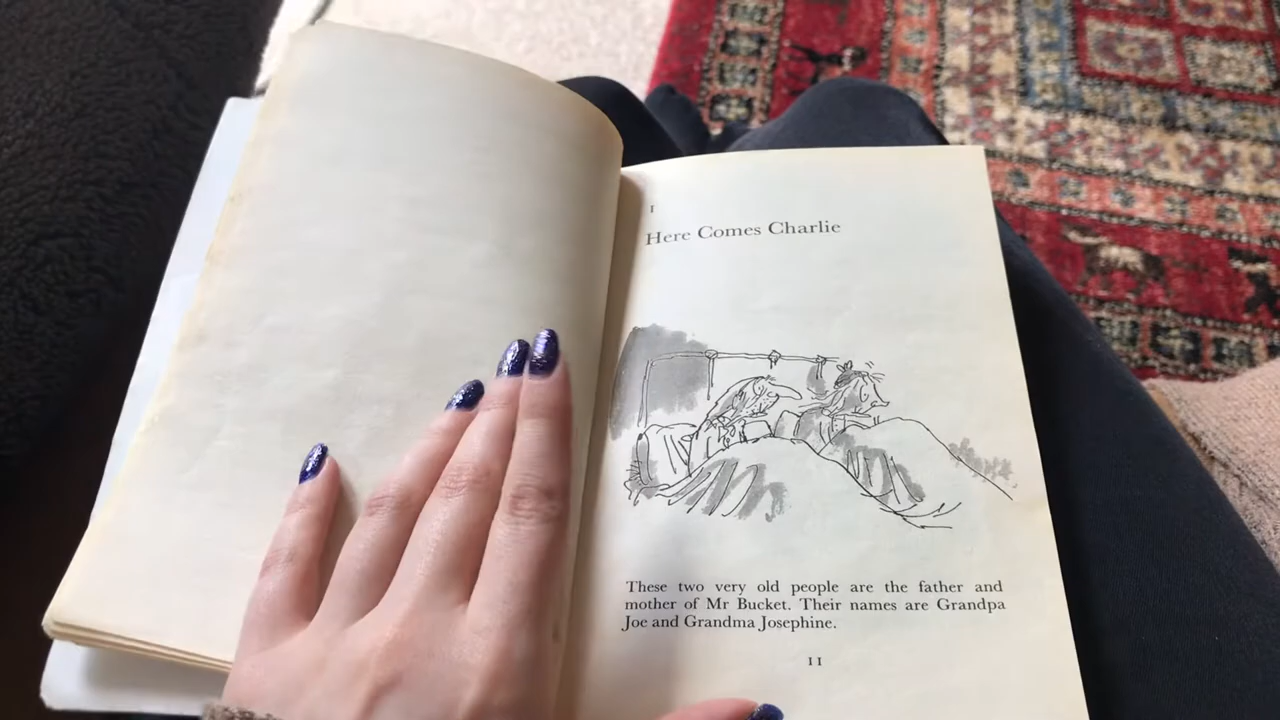 1
Here Comes Charlie
These two very old people are the father and
mother of Mr Bucket. Their names are Grandpa
Joe and Grandma Josephine.
11